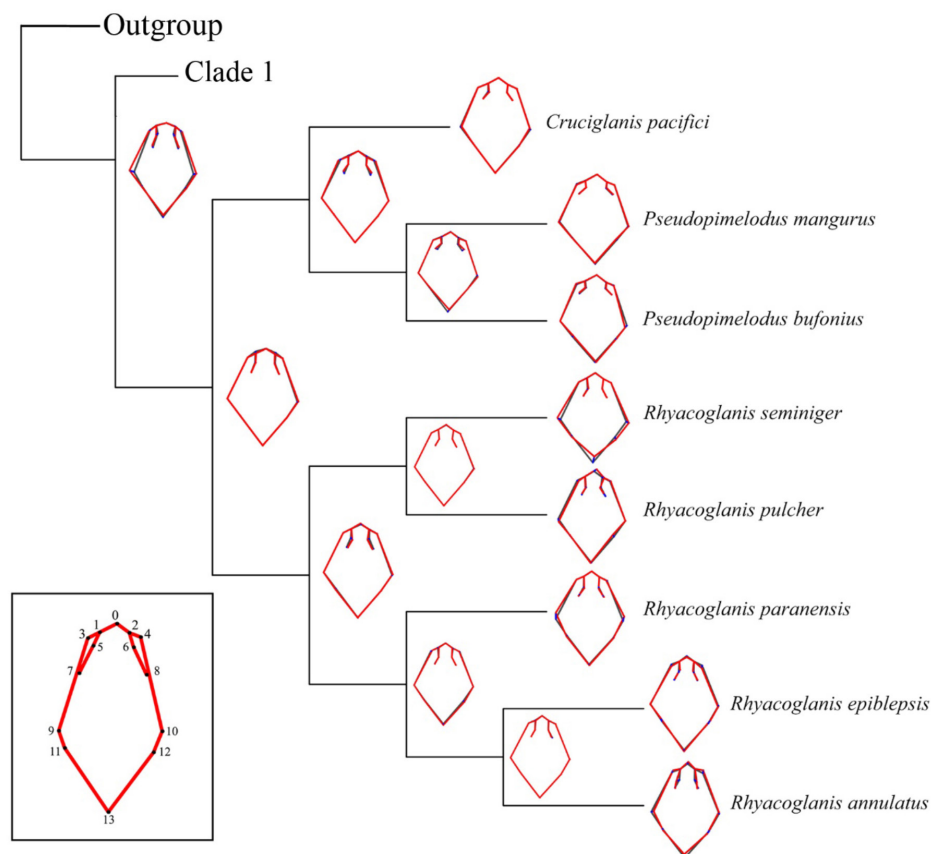 Outgroup
Clade 1
Cruciglanis pacifici
Pseudopimelodus mangurus
Pseudopimelodus bufonius
Rhyacoglanis seminiger
Rhyacoglanis pulcher
Rhyacoglanis paranensis
Rhyacoglanis epiblepsis
Rhyacoglanis annulatus
0
1 2
3 4
5 6
7 8
9 10
11 12
13